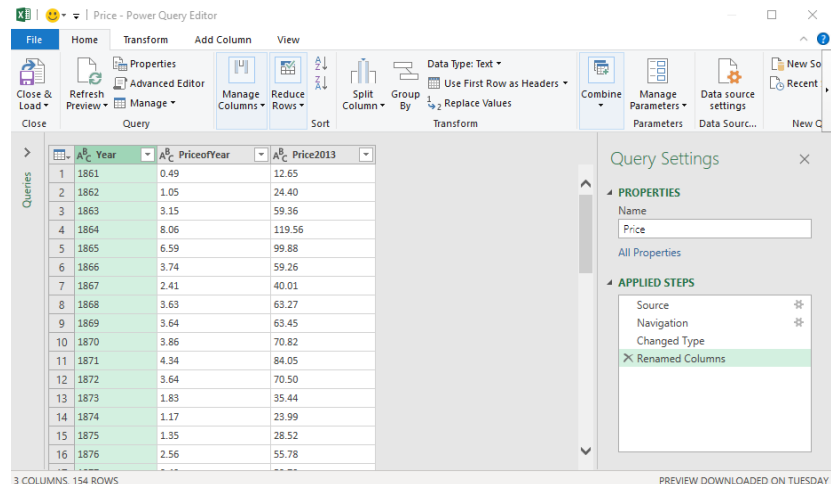 Price - Power Query Editor
File Home Transform Add Column View
Close & Load
Refresh Preview
Properties
Advanced Editor
Manage
Manage Columns
Reduce Rows
Split Column
Group By
Data Type: Text
Use First Row as Headers
Replace Values
Combine
Manage Parameters
Data source settings
New So
Recent
Close Query Sort Transform Parameters Data Sourc... New Q
Queries
Year PriceofYear Price2013
1 1861 0.49 12.65
2 1862 1.05 24.40
3 1863 3.15 59.36
4 1864 8.06 119.56
5 1865 6.59 99.88
6 1866 3.74 59.26
7 1867 2.41 40.01
8 1868 3.63 63.27
9 1869 3.64 63.45
10 1870 3.86 70.82
11 1871 4.34 84.05
12 1872 3.64 70.50
13 1873 1.83 35.44
14 1874 1.17 23.99
15 1875 1.35 28.52
16 1876 2.56 55.78
Query Settings
PROPERTIES
Name
Price
All Properties
APPLIED STEPS
Source
Navigation
Changed Type
Renamed Columns
3 COLUMNS, 154 ROWS
PREVIEW DOWNLOADED ON TUESDAY